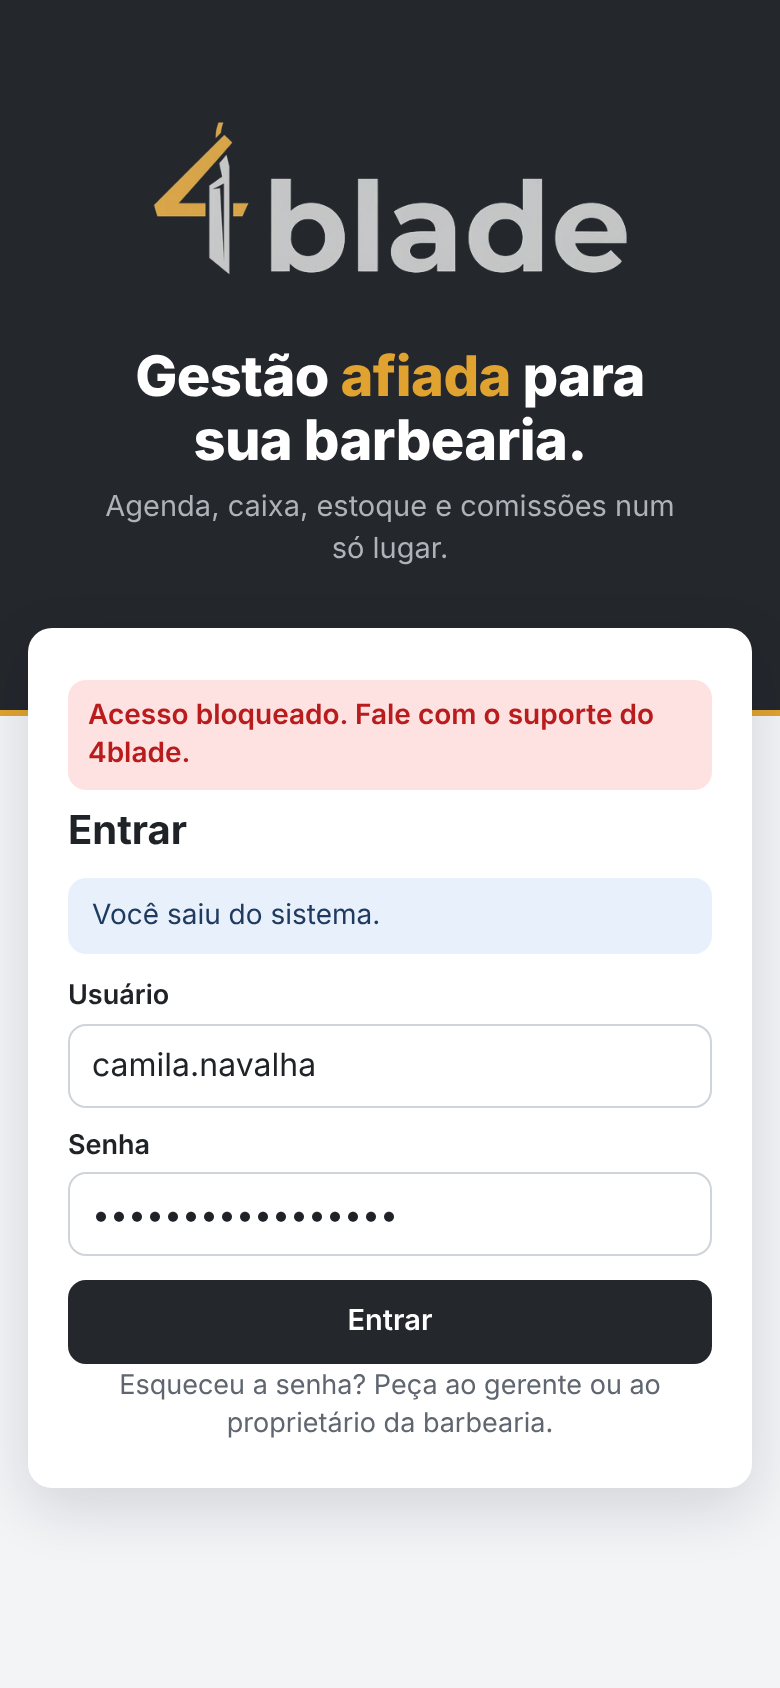 4blade
Gestão afiada para
sua barbearia.
Agenda, caixa, estoque e comissões num
só lugar.
Acesso bloqueado. Fale com o suporte do
4blade.
Entrar
Você saiu do sistema.
Usuário
camila.navalha
Senha
•••••••••••••••••
Entrar
Esqueceu a senha? Peça ao gerente ou ao
proprietário da barbearia.